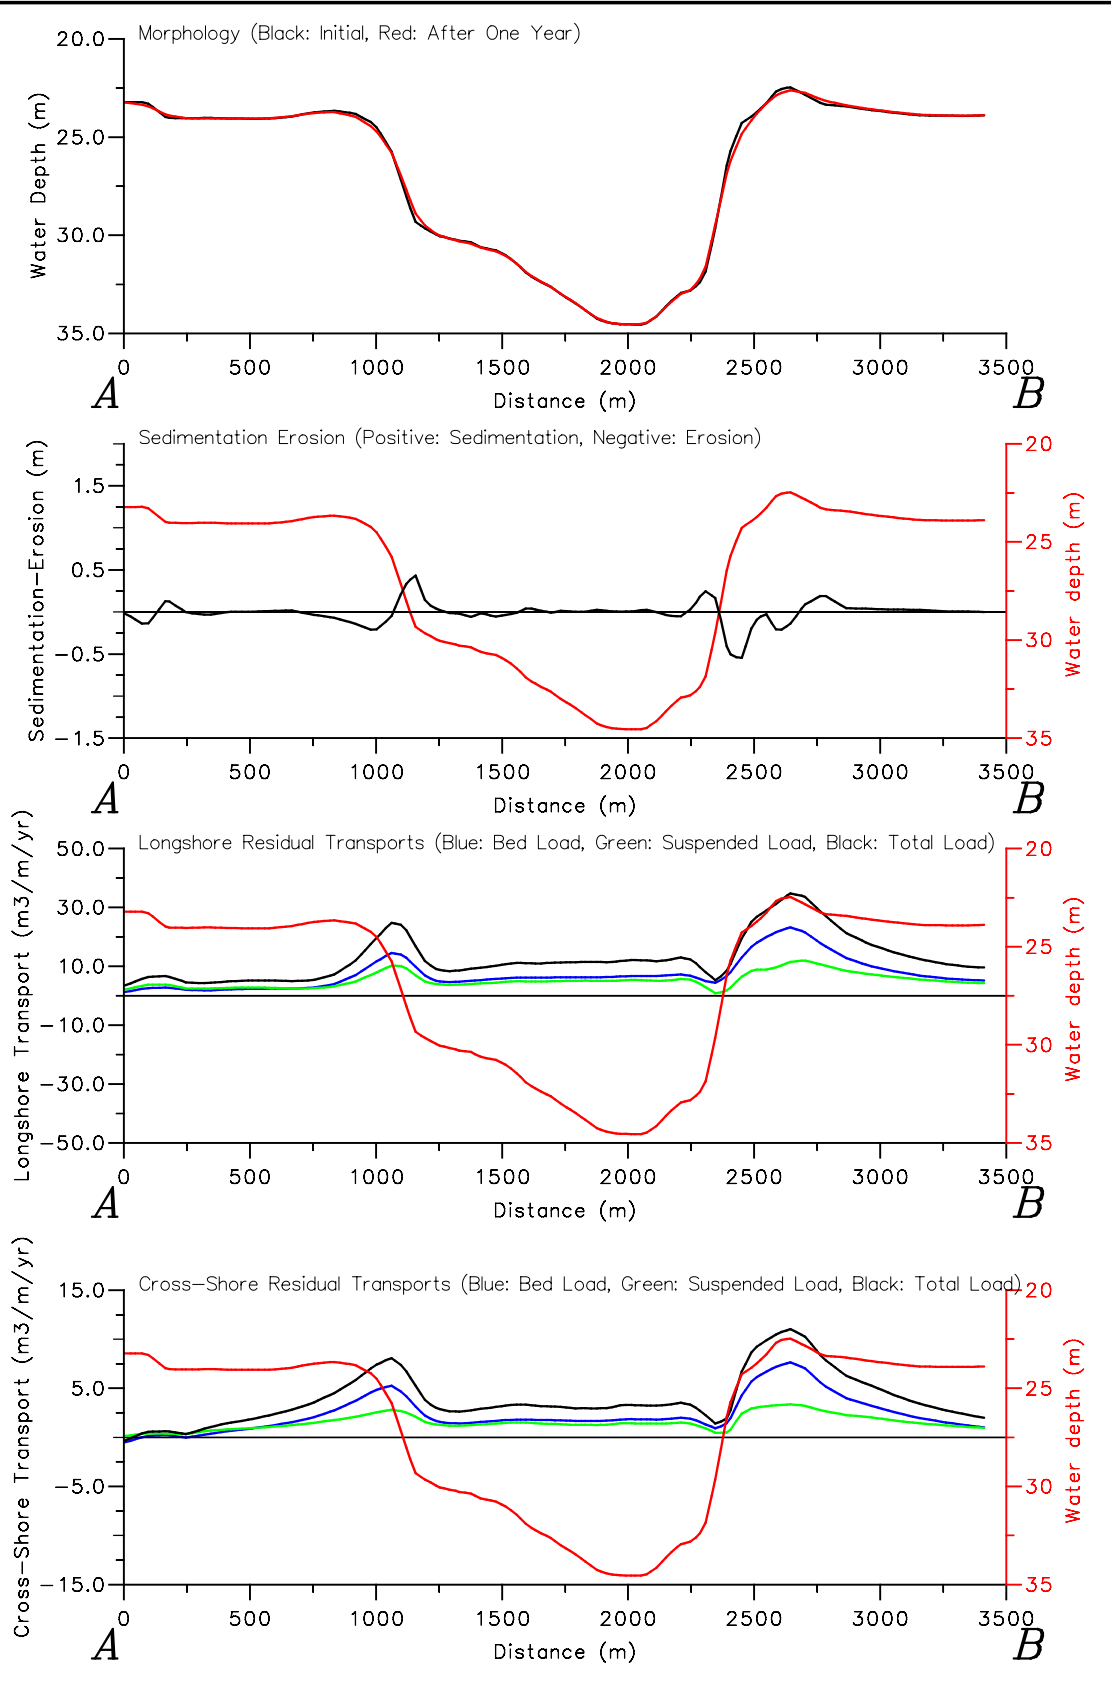 Morphology (Black: Initial, Red: After One Year)
20.0
25.0
30.0
35.0
Water Depth (m)
0 500 1000 1500 2000 2500 3000 3500
A Distance (m) B
Sedimentation Erosion (Positive: Sedimentation, Negative: Erosion)
1.5
0.5
−0.5
−1.5
Sedimentation−Erosion (m)
20
25
30
35
Water depth (m)
0 500 1000 1500 2000 2500 3000 3500
A Distance (m) B
Longshore Residual Transports (Blue: Bed Load, Green: Suspended Load, Black: Total Load)
50.0
30.0
10.0
−10.0
−30.0
−50.0
Longshore Transport (m3/m/yr)
20
25
30
35
Water depth (m)
0 500 1000 1500 2000 2500 3000 3500
A Distance (m) B
Cross−Shore Residual Transports (Blue: Bed Load, Green: Suspended Load, Black: Total Load)
15.0
5.0
−5.0
−15.0
Cross−Shore Transport (m3/m/yr)
20
25
30
35
Water depth (m)
0 500 1000 1500 2000 2500 3000 3500
A Distance (m) B